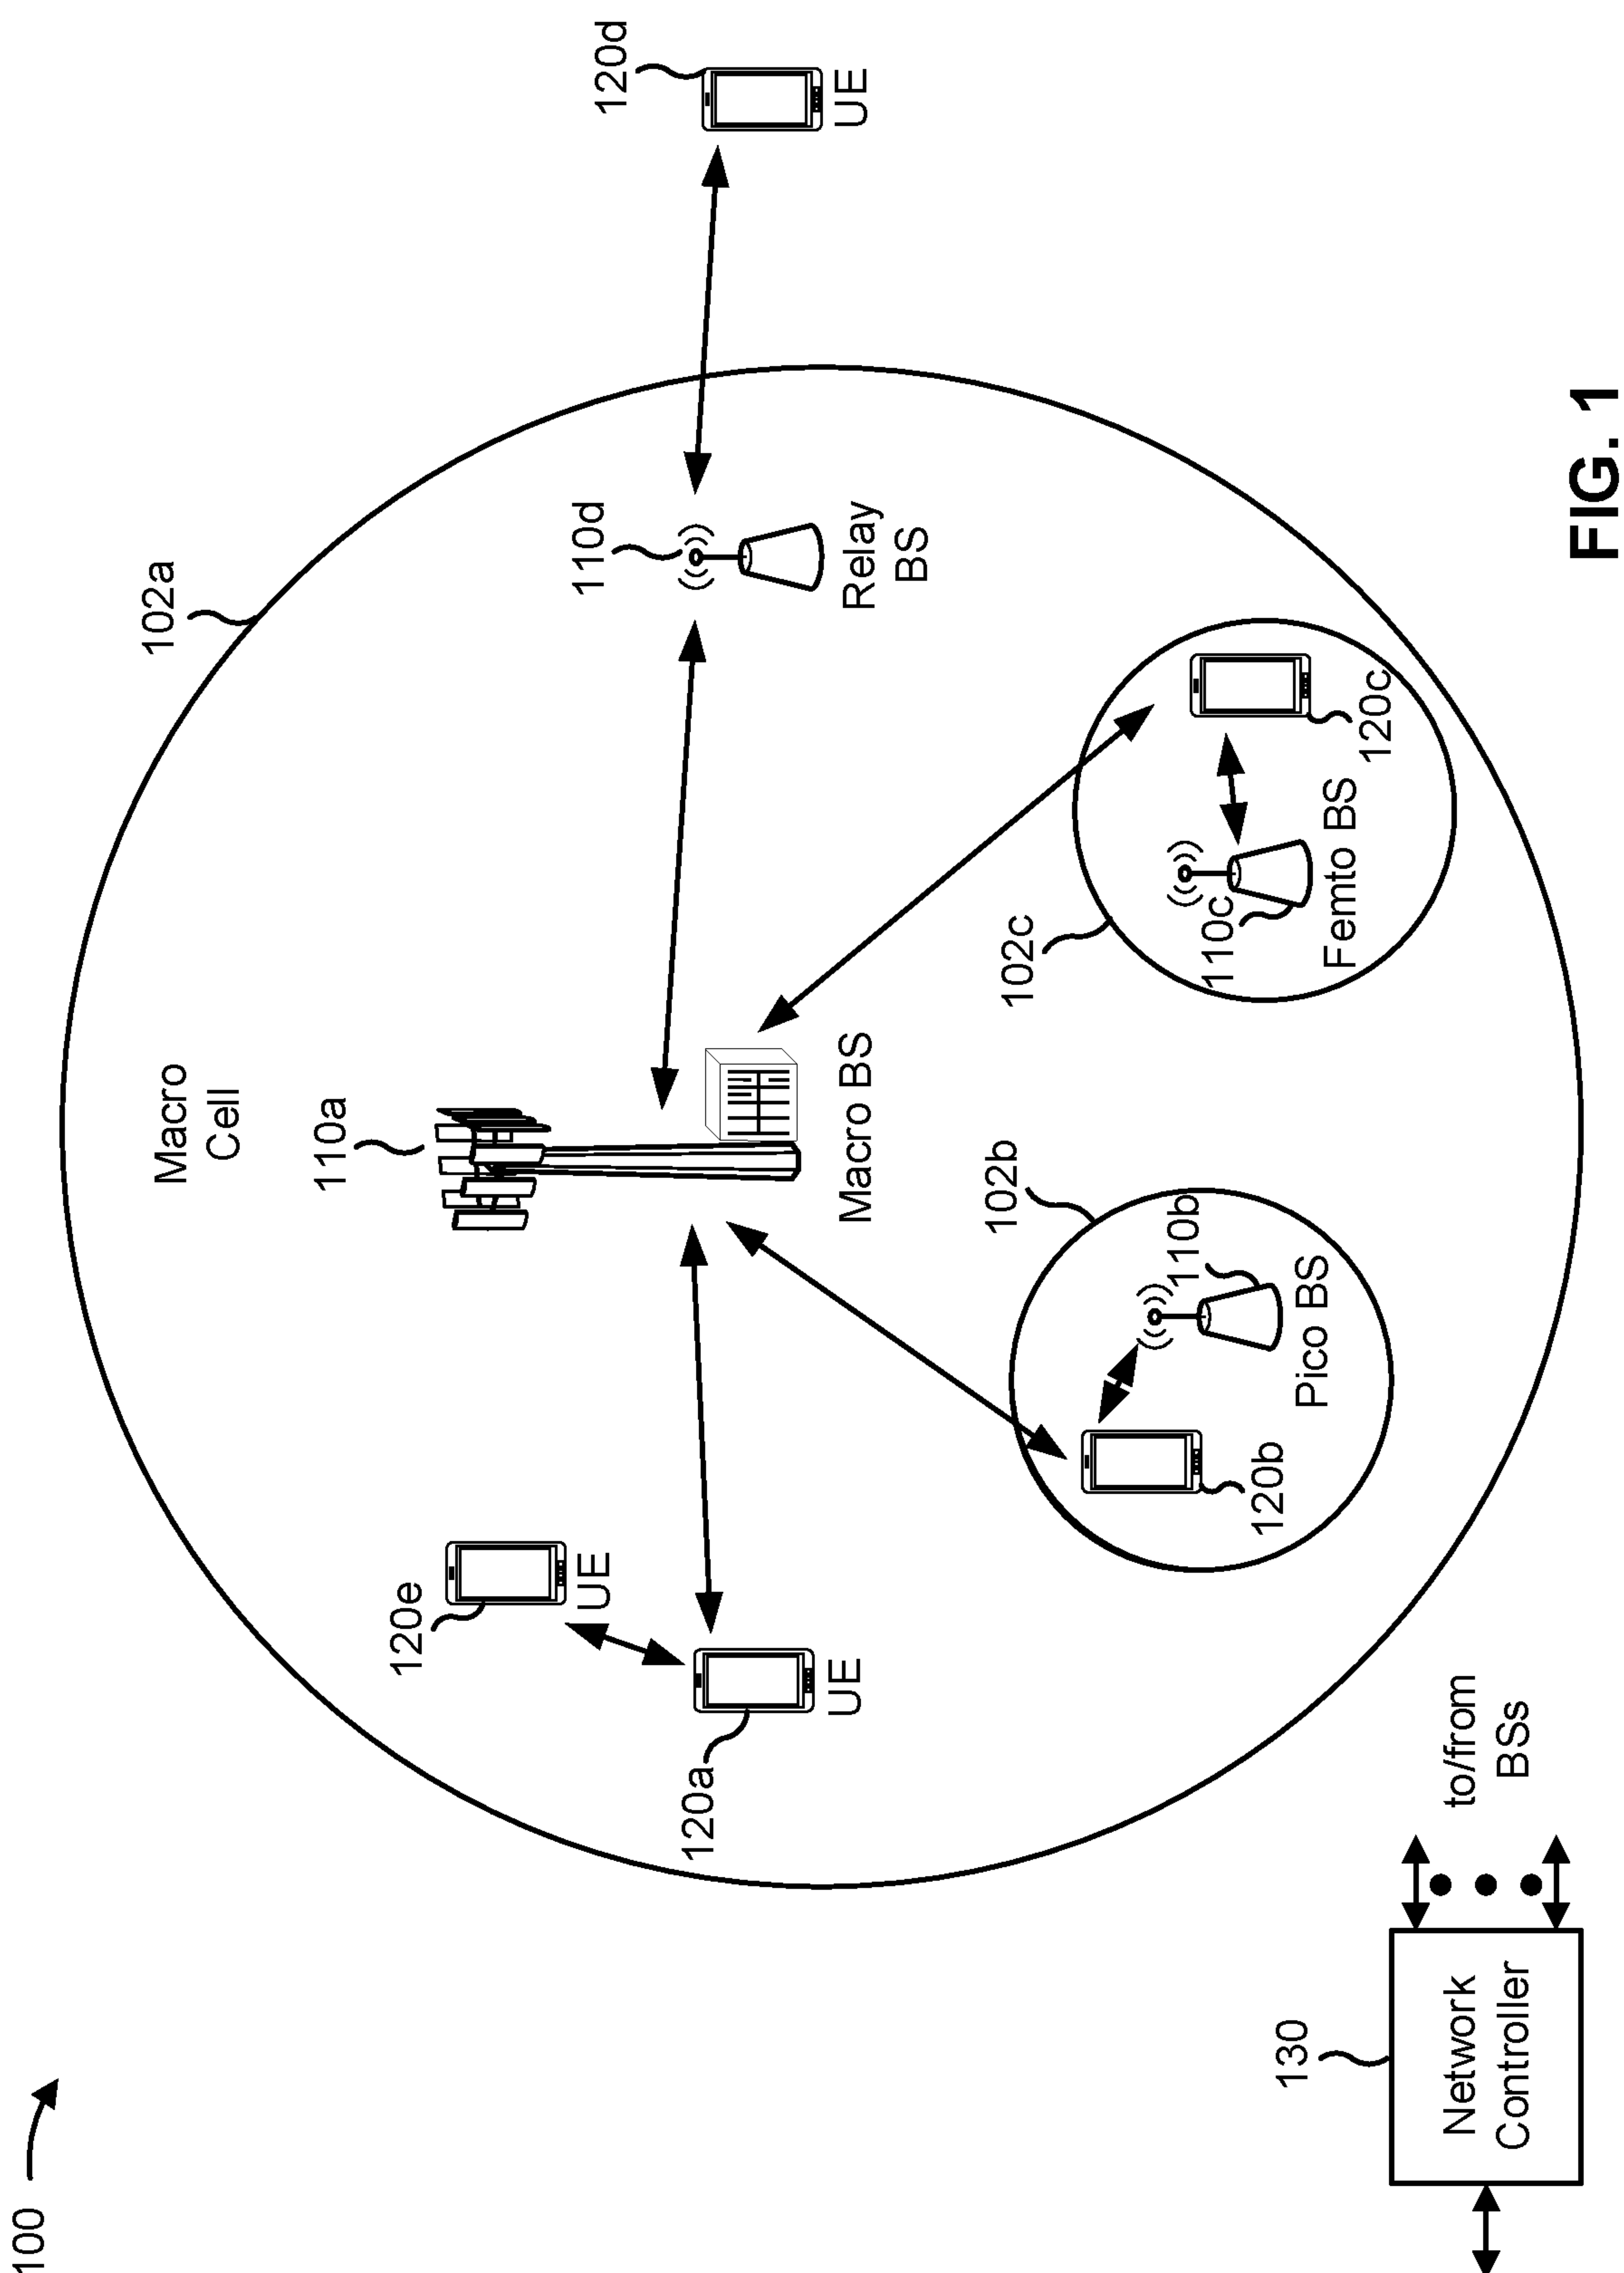 100
102a
Macro
Cell
110a
120d
UE
110d
Relay
BS
120e
UE
120a
UE
Macro BS
102b
110b
Pico BS
120b
102c
110c
Femto BS
120c
130
Network
Controller
to/from
BSs
FIG. 1